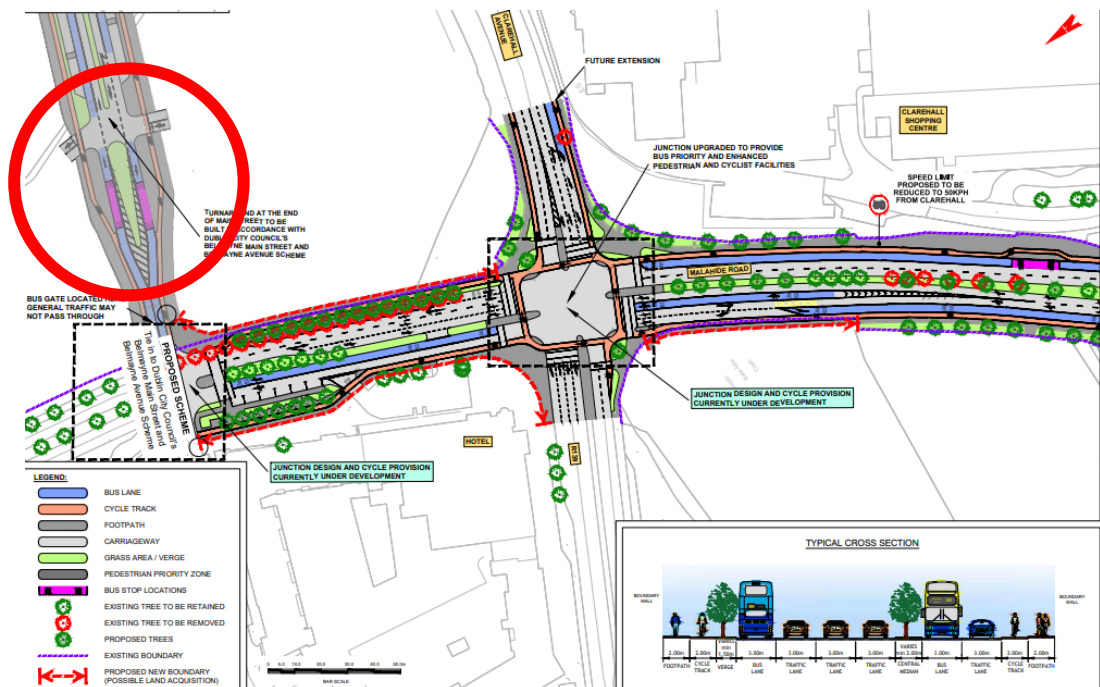 CLAREHALL
AVENUE
FUTURE EXTENSION
CLAREHALL
SHOPPING
CENTRE
JUNCTION UPGRADED TO PROVIDE
BUS PRIORITY AND ENHANCED
PEDESTRIAN AND CYCLIST FACILITIES
SPEED LIMIT
PROPOSED TO BE
REDUCED TO 50KPH
FROM CLAREHALL
TURNAROUND AT THE END
OF MAIN STREET TO BE
BUILT IN ACCORDANCE WITH
DUBLIN CITY COUNCIL'S
BELMAYNE MAIN STREET AND
BELMAYNE AVENUE SCHEME
MALAHIDE ROAD
BUS GATE LOCATED
GENERAL TRAFFIC MAY
NOT PASS THROUGH
PROPOSED SCHEME
Tie in to Dublin City Council's
Belmayne Main Street and
Belmayne Avenue scheme
JUNCTION DESIGN AND CYCLE PROVISION
CURRENTLY UNDER DEVELOPMENT
HOTEL
R139
JUNCTION DESIGN AND CYCLE PROVISION
CURRENTLY UNDER DEVELOPMENT
LEGEND:
BUS LANE
CYCLE TRACK
FOOTPATH
CARRIAGEWAY
GRASS AREA / VERGE
PEDESTRIAN PRIORITY ZONE
BUS STOP LOCATIONS
EXISTING TREE TO BE RETAINED
EXISTING TREE TO BE REMOVED
PROPOSED TREES
EXISTING BOUNDARY
PROPOSED NEW BOUNDARY
(POSSIBLE LAND ACQUISITION)
BAR SCALE
TYPICAL CROSS SECTION
BOUNDARY
WALL
BOUNDARY
WALL
2.00m 2.00m VARIES min 1.50m 3.00m 3.00m 3.00m 3.00m VARIES min 2.00m 3.00m 3.00m 2.00m 2.00m
FOOTPATH CYCLE TRACK VERGE BUS LANE TRAFFIC LANE TRAFFIC LANE TRAFFIC LANE CENTRAL MEDIAN BUS LANE TRAFFIC LANE CYCLE TRACK FOOTPATH